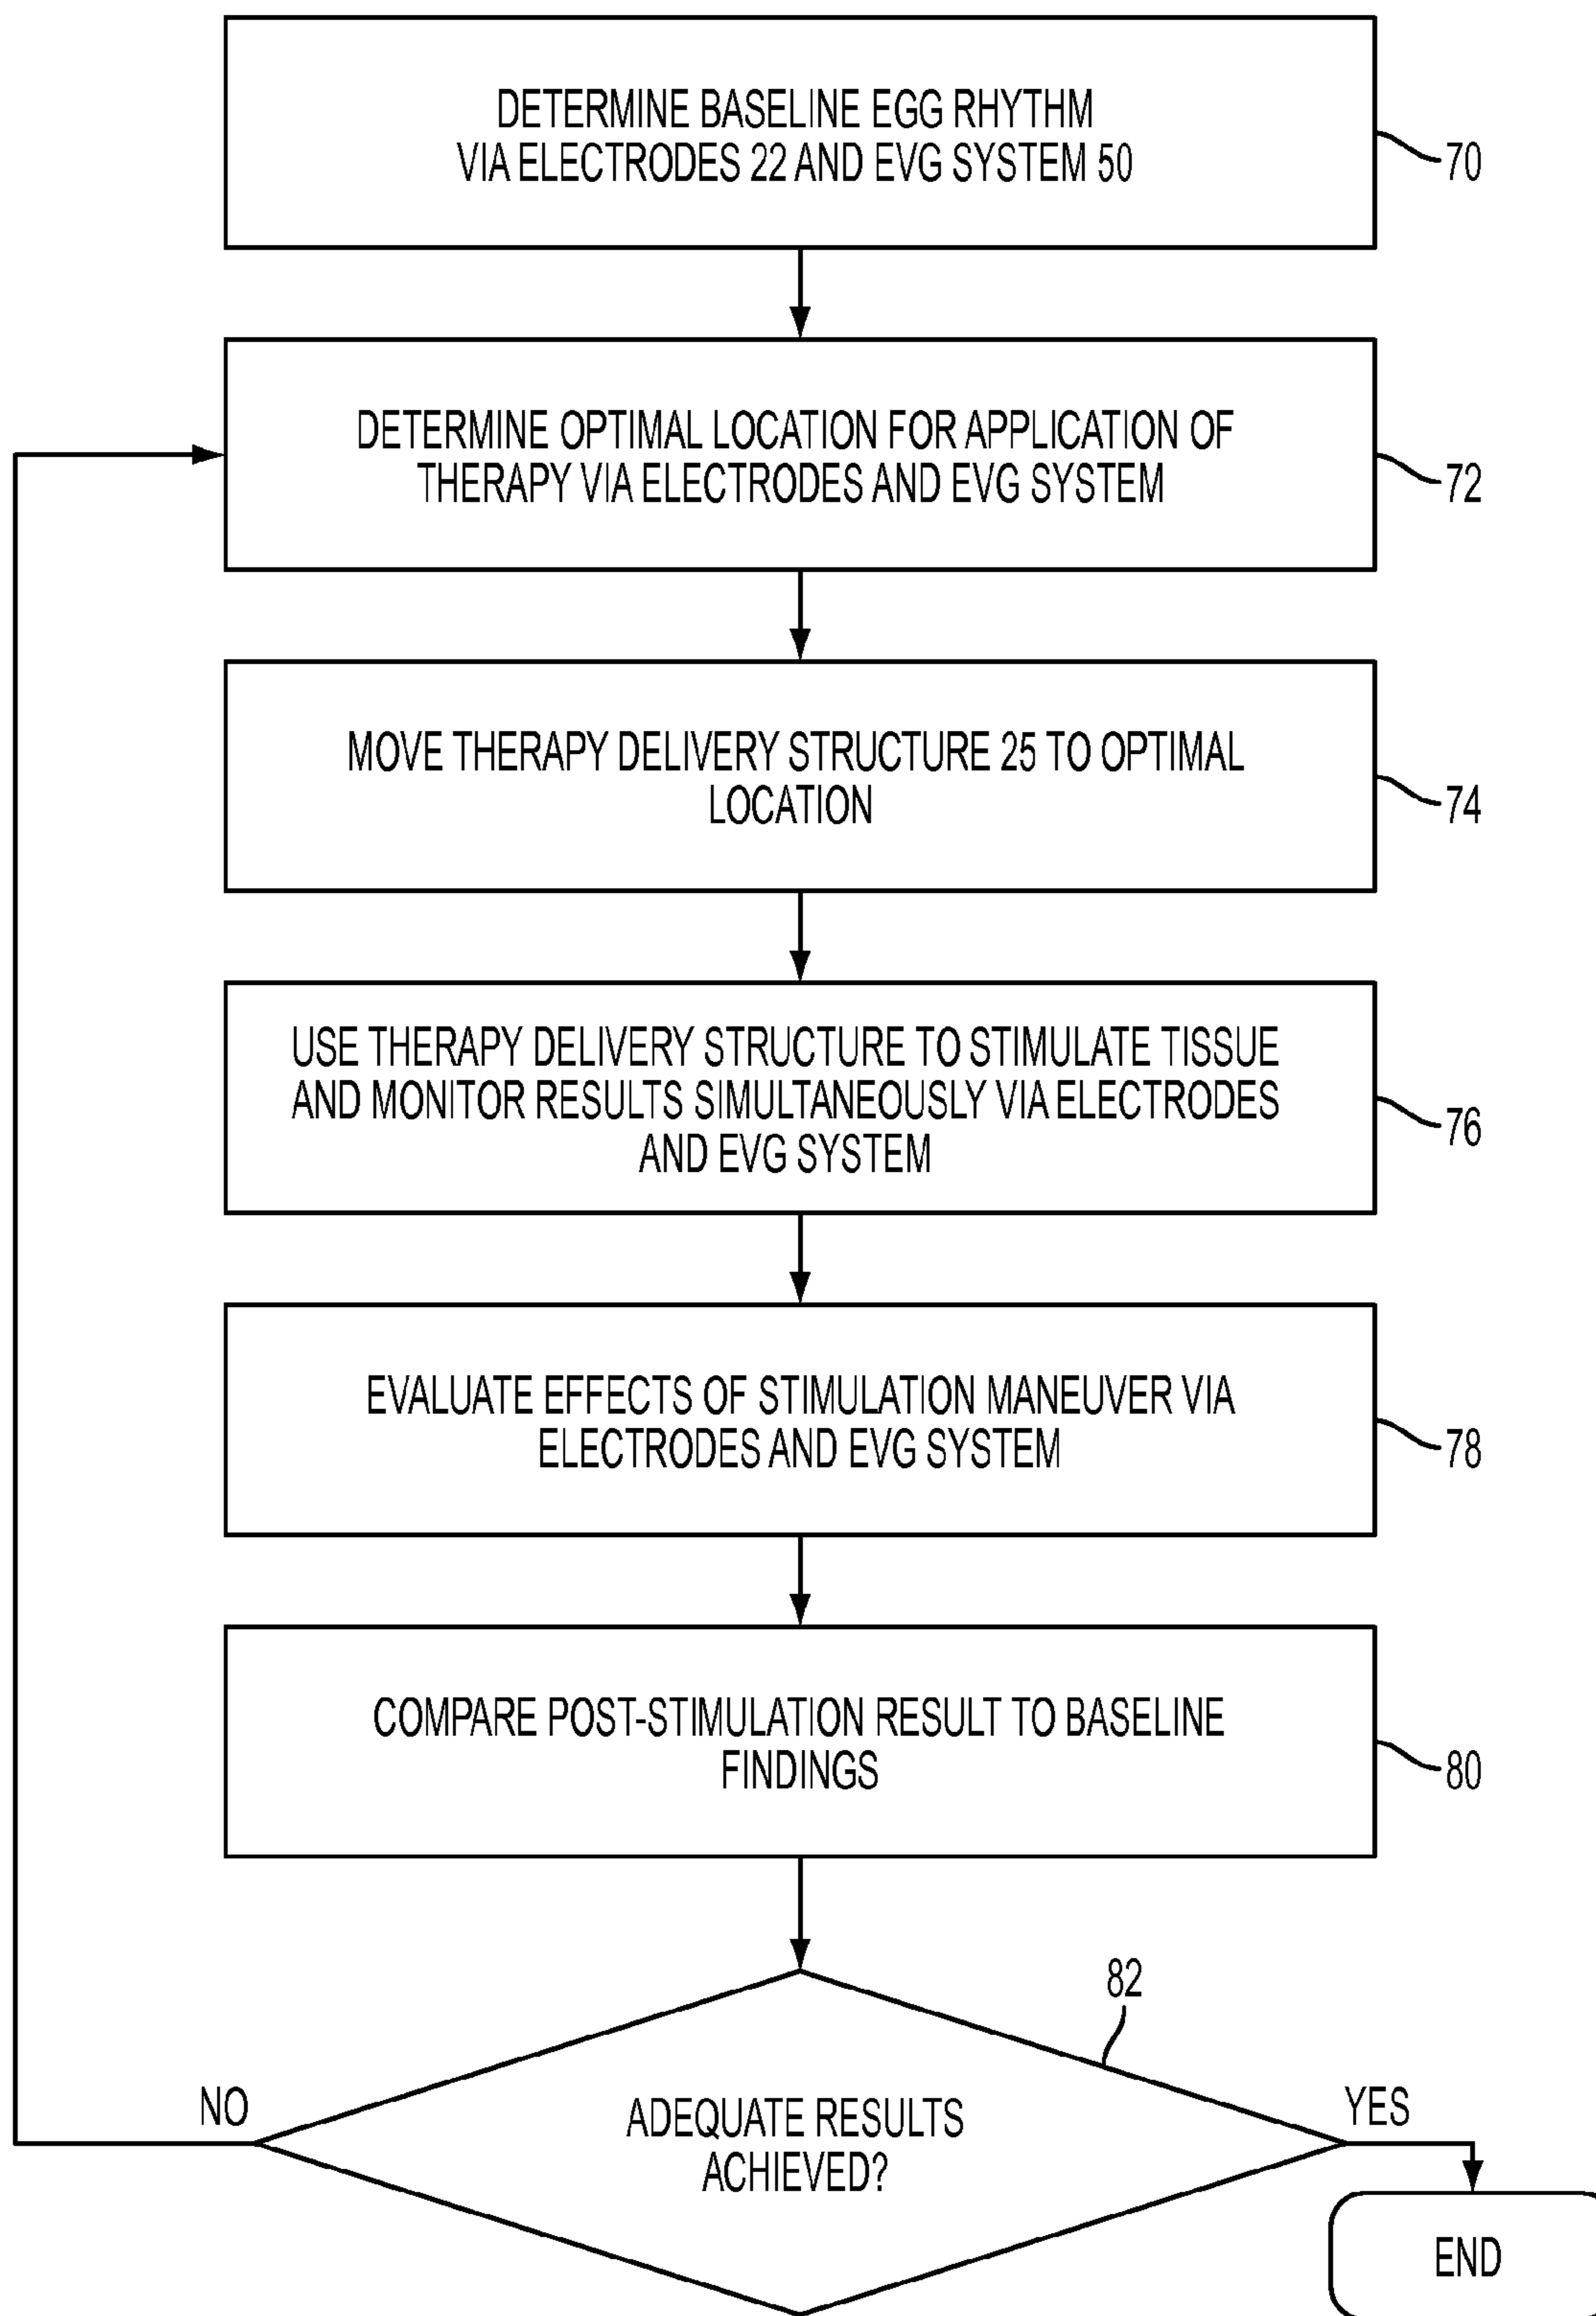 DETERMINE BASELINE EGG RHYTHM
VIA ELECTRODES 22 AND EVG SYSTEM 50
70
DETERMINE OPTIMAL LOCATION FOR APPLICATION OF
THERAPY VIA ELECTRODES AND EVG SYSTEM
72
MOVE THERAPY DELIVERY STRUCTURE 25 TO OPTIMAL
LOCATION
74
USE THERAPY DELIVERY STRUCTURE TO STIMULATE TISSUE
AND MONITOR RESULTS SIMULTANEOUSLY VIA ELECTRODES
AND EVG SYSTEM
76
EVALUATE EFFECTS OF STIMULATION MANEUVER VIA
ELECTRODES AND EVG SYSTEM
78
COMPARE POST-STIMULATION RESULT TO BASELINE
FINDINGS
80
82
NO
ADEQUATE RESULTS
ACHIEVED?
YES
END